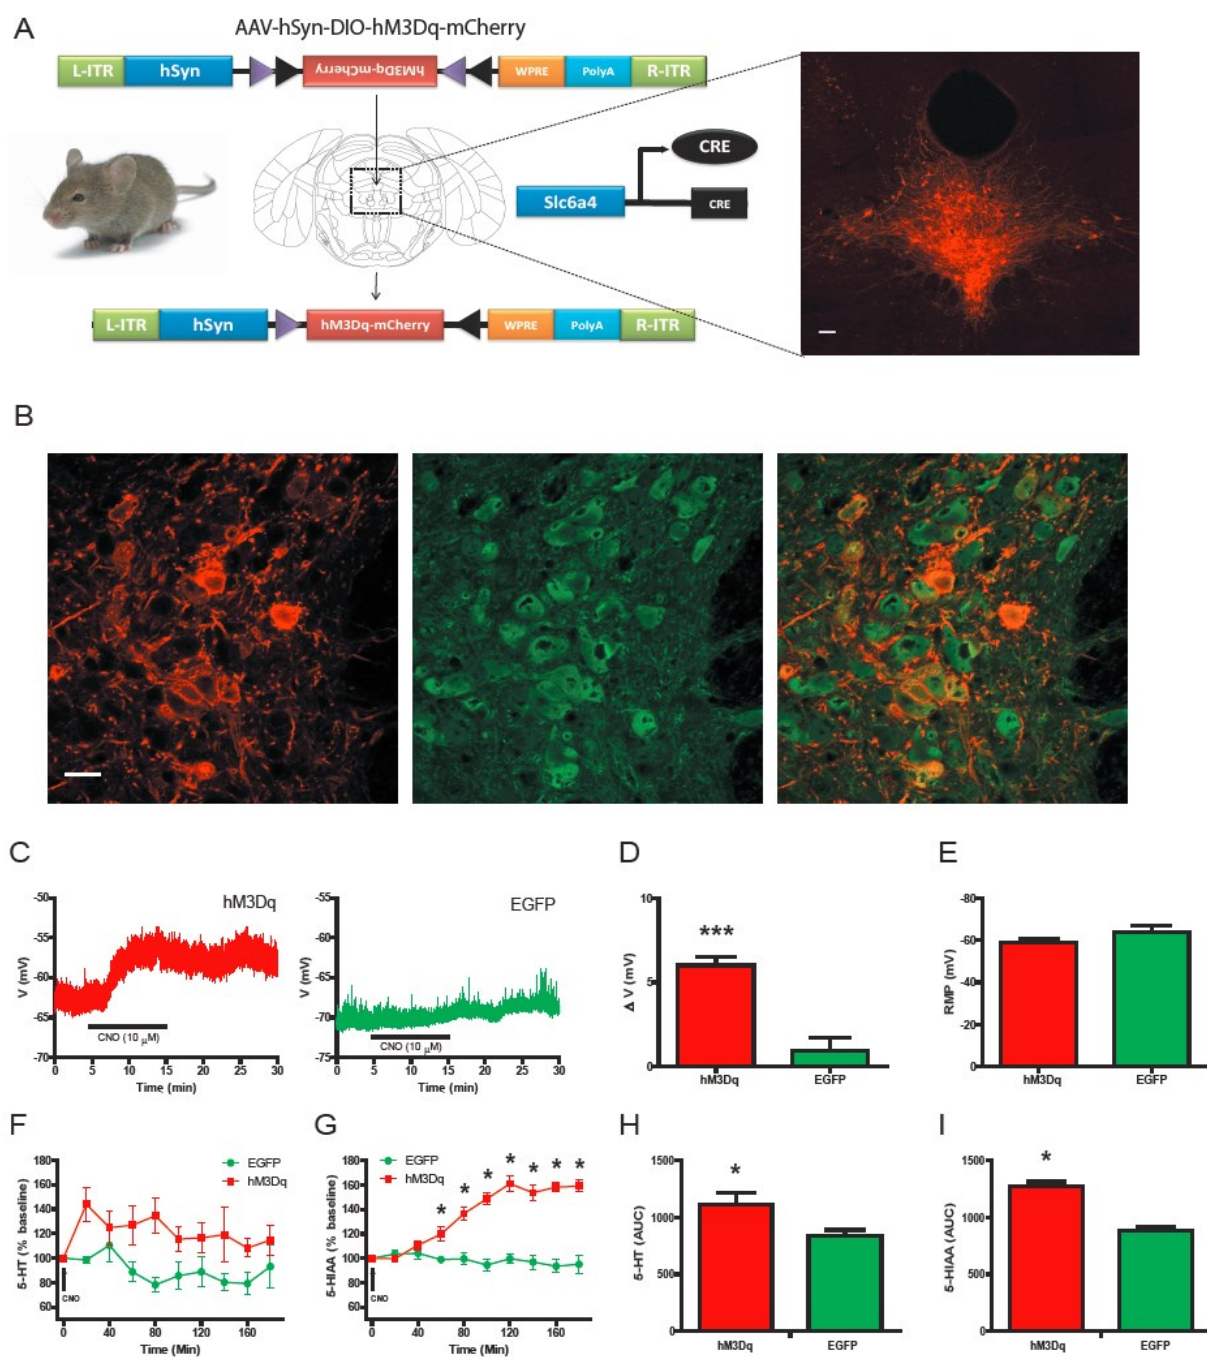 A
AAV-hSyn-DIO-hM3Dq-mCherry
L-ITR hSyn hM3Dq-mCherry WPRE PolyA R-ITR
CRE
Slc6a4 CRE
L-ITR hSyn hM3Dq-mCherry WPRE PolyA R-ITR
B
C
hM3Dq
-50
-55
-60
-65
-70
V (mV)
CNO (10 μM)
0 5 10 15 20 25 30
Time (min)
EGFP
-55
-60
-65
-70
-75
V (mV)
CNO (10 μM)
0 5 10 15 20 25 30
Time (min)
D
10
5
0
Δ V (mV)
***
hM3Dq EGFP
E
-80
-60
-40
-20
0
RMP (mV)
hM3Dq EGFP
F
EGFP
hM3Dq
180
160
140
120
100
80
60
5-HT (% baseline)
CNO
0 40 80 120 160
Time (Min)
G
EGFP
hM3Dq
180
160
140
120
100
80
60
5-HIAA (% baseline)
* * * * * * *
CNO
0 40 80 120 160
Time (Min)
H
1500
1000
500
0
5-HT (AUC)
*
hM3Dq EGFP
I
1500
1000
500
0
5-HIAA (AUC)
*
hM3Dq EGFP